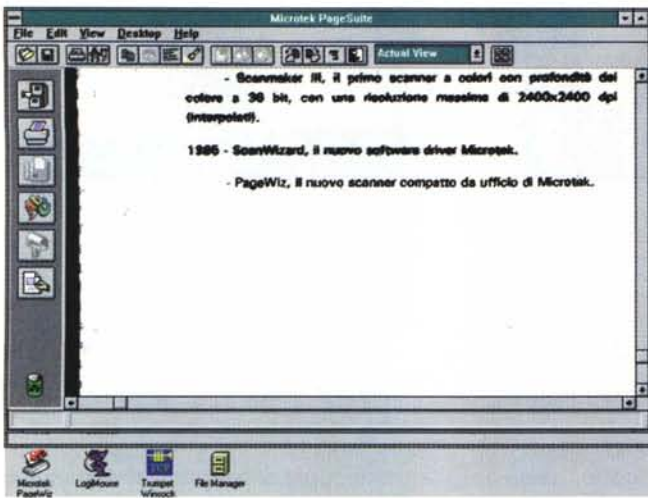 Microtek PageSuite
File Edit View Desktop Help
Actual View
- Scanmaker III, il primo scanner a colori con profondità del
colore a 36 bit, con una risoluzione massima di 2400x2400 dpi
(interpolati).
1995 - ScanWizard, il nuovo software driver Microtek.
- PageWiz, il nuovo scanner compatto da ufficio di Microtek.
Microtek PageWiz
LogiMouse
Trumpet Winsock
File Manager